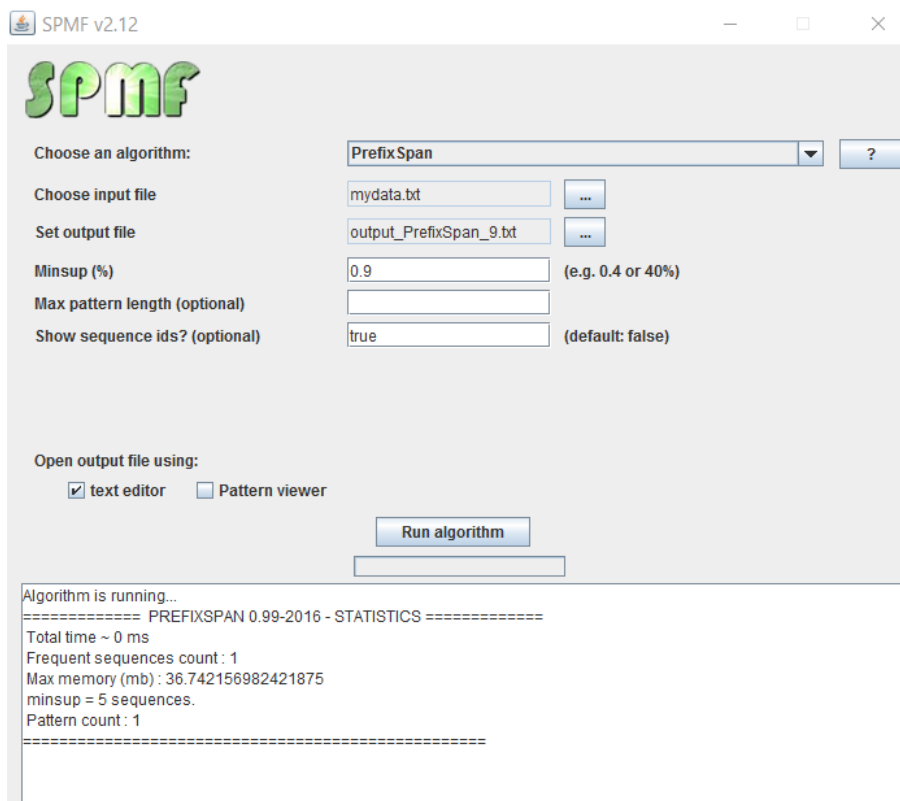 SPMF v2.12
SPMF
Choose an algorithm: PrefixSpan ?
Choose input file mydata.txt ...
Set output file output_PrefixSpan_9.txt ...
Minsup (%) 0.9 (e.g. 0.4 or 40%)
Max pattern length (optional)
Show sequence ids? (optional) true (default: false)
Open output file using:
text editor Pattern viewer
Run algorithm
Algorithm is running...
============= PREFIXSPAN 0.99-2016 - STATISTICS =============
Total time ~ 0 ms
Frequent sequences count : 1
Max memory (mb) : 36.742156982421875
minsup = 5 sequences.
Pattern count : 1
===================================================